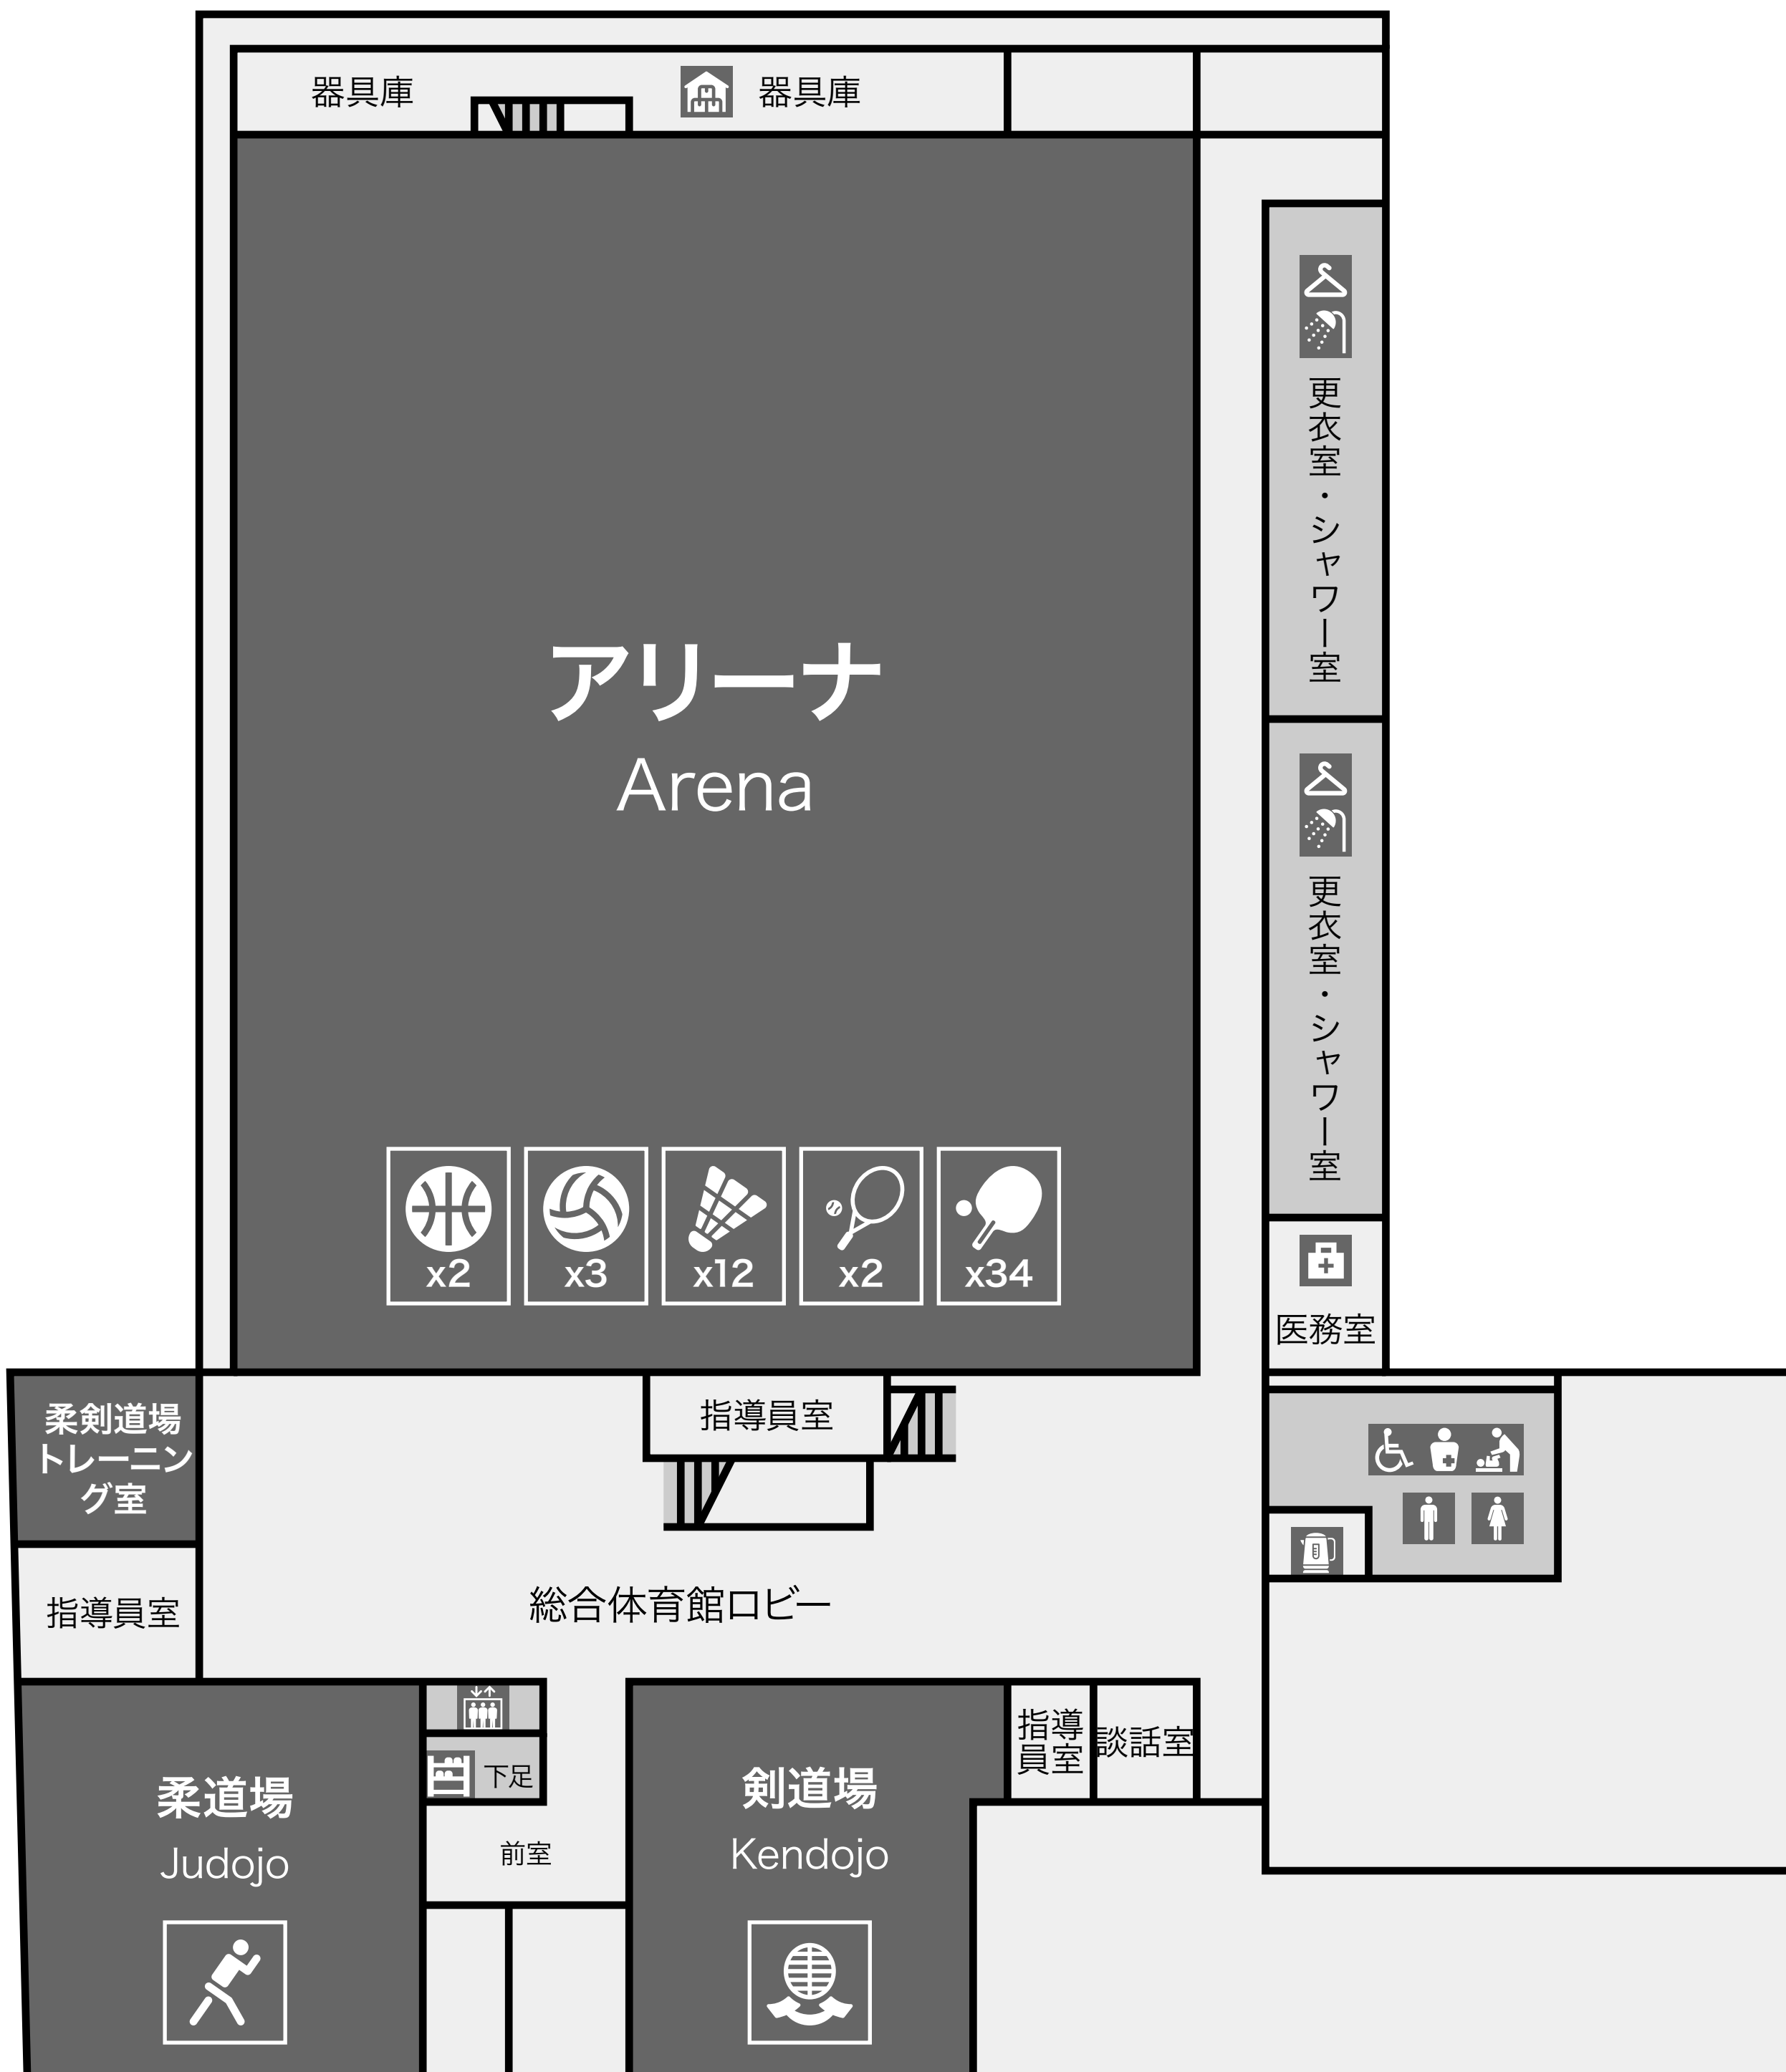 器具庫
器具庫
更衣室・シャワー室
アリーナ
Arena
更衣室・シャワー室
x2
x3
x12
x2
x34
医務室
柔剣道場
トレーニン
グ室
指導員室
指導員室
総合体育館ロビー
指導
員室
談話室
下足
柔道場
Judojo
剣道場
Kendojo
前室